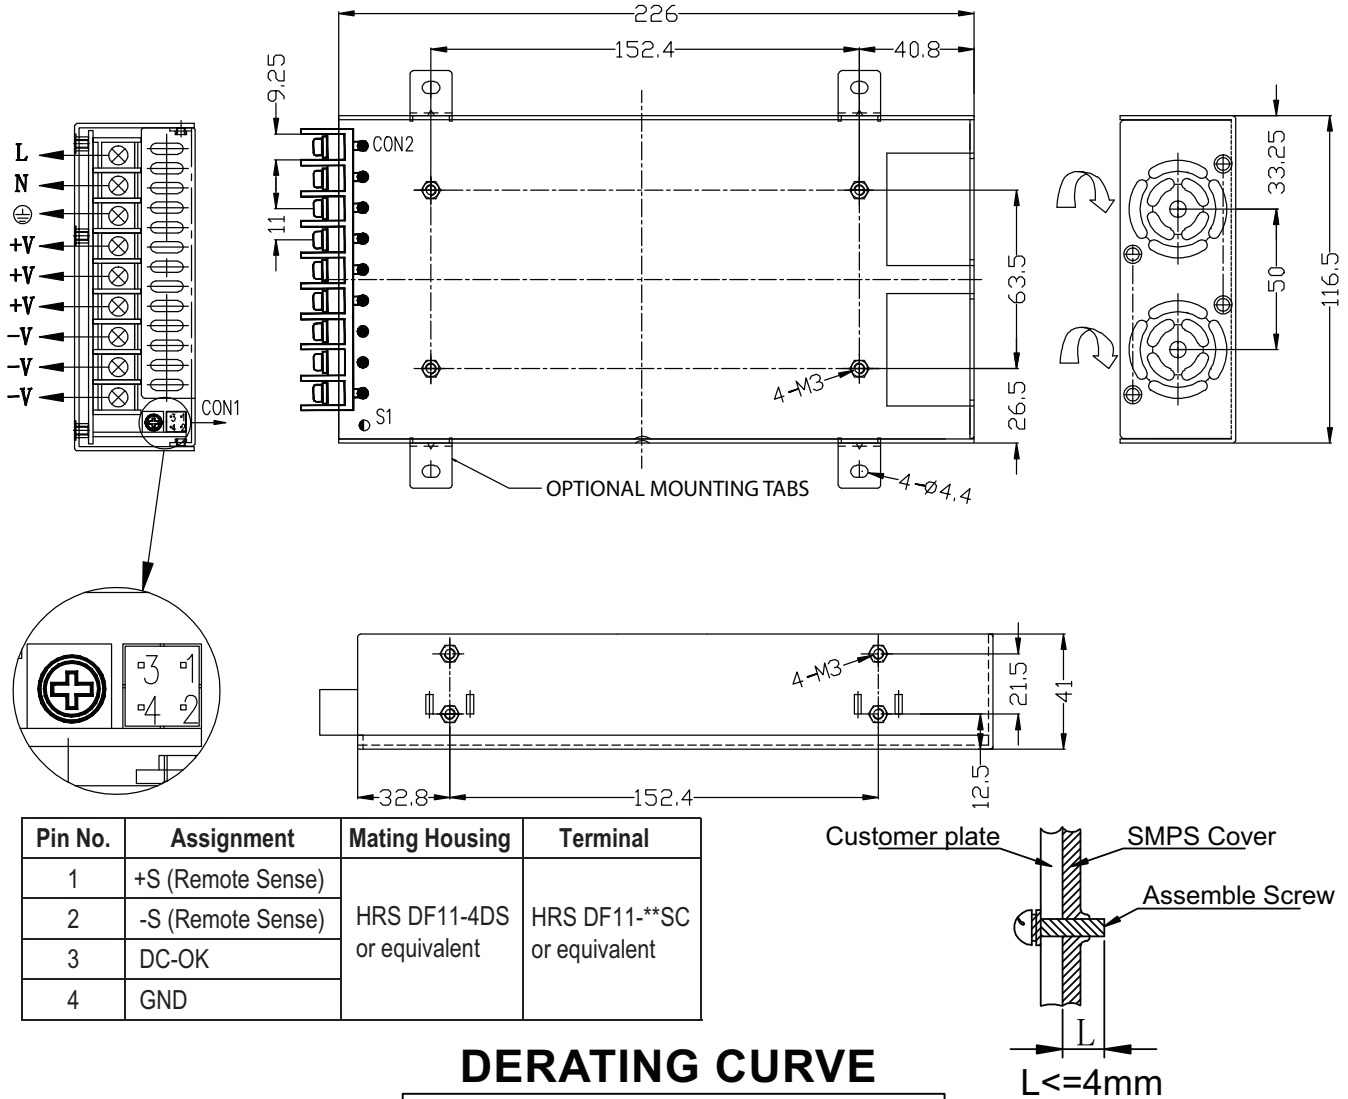 226
152.4
40.8
9.25
11
CON2
S1
L
N
+V
+V
+V
-V
-V
-V
3 1
4 2
CON1
4-M3
63.5
26.5
4-Ø4.4
OPTIONAL MOUNTING TABS
33.25
50
116.5
3 1
4 2
4-M3
21.5
41
12.5
32.8
152.4
Pin No. Assignment Mating Housing Terminal
1 +S (Remote Sense)
2 -S (Remote Sense)
3 DC-OK
4 GND
HRS DF11-4DS
or equivalent
HRS DF11-**SC
or equivalent
Customer plate
SMPS Cover
Assemble Screw
L
L<=4mm
DERATING CURVE